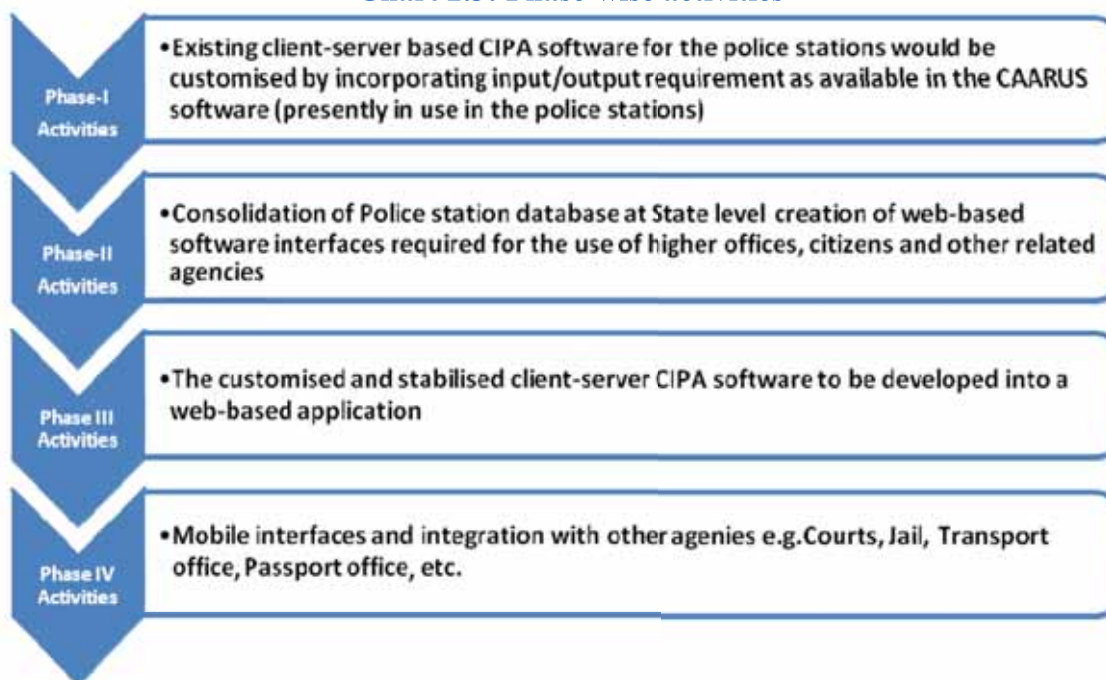 Phase-I
Activities
•Existing client-server based CIPA software for the police stations would be
customised by incorporating input/output requirement as available in the CAARUS
software (presently in use in the police stations)
Phase-II
Activities
•Consolidation of Police station database at State level creation of web-based
software interfaces required for the use of higher offices, citizens and other related
agencies
Phase III
Activities
•The customised and stabilised client-server CIPA software to be developed into a
web-based application
Phase IV
Activities
•Mobile interfaces and integration with other agenies e.g.Courts, Jail, Transport
office, Passport office, etc.